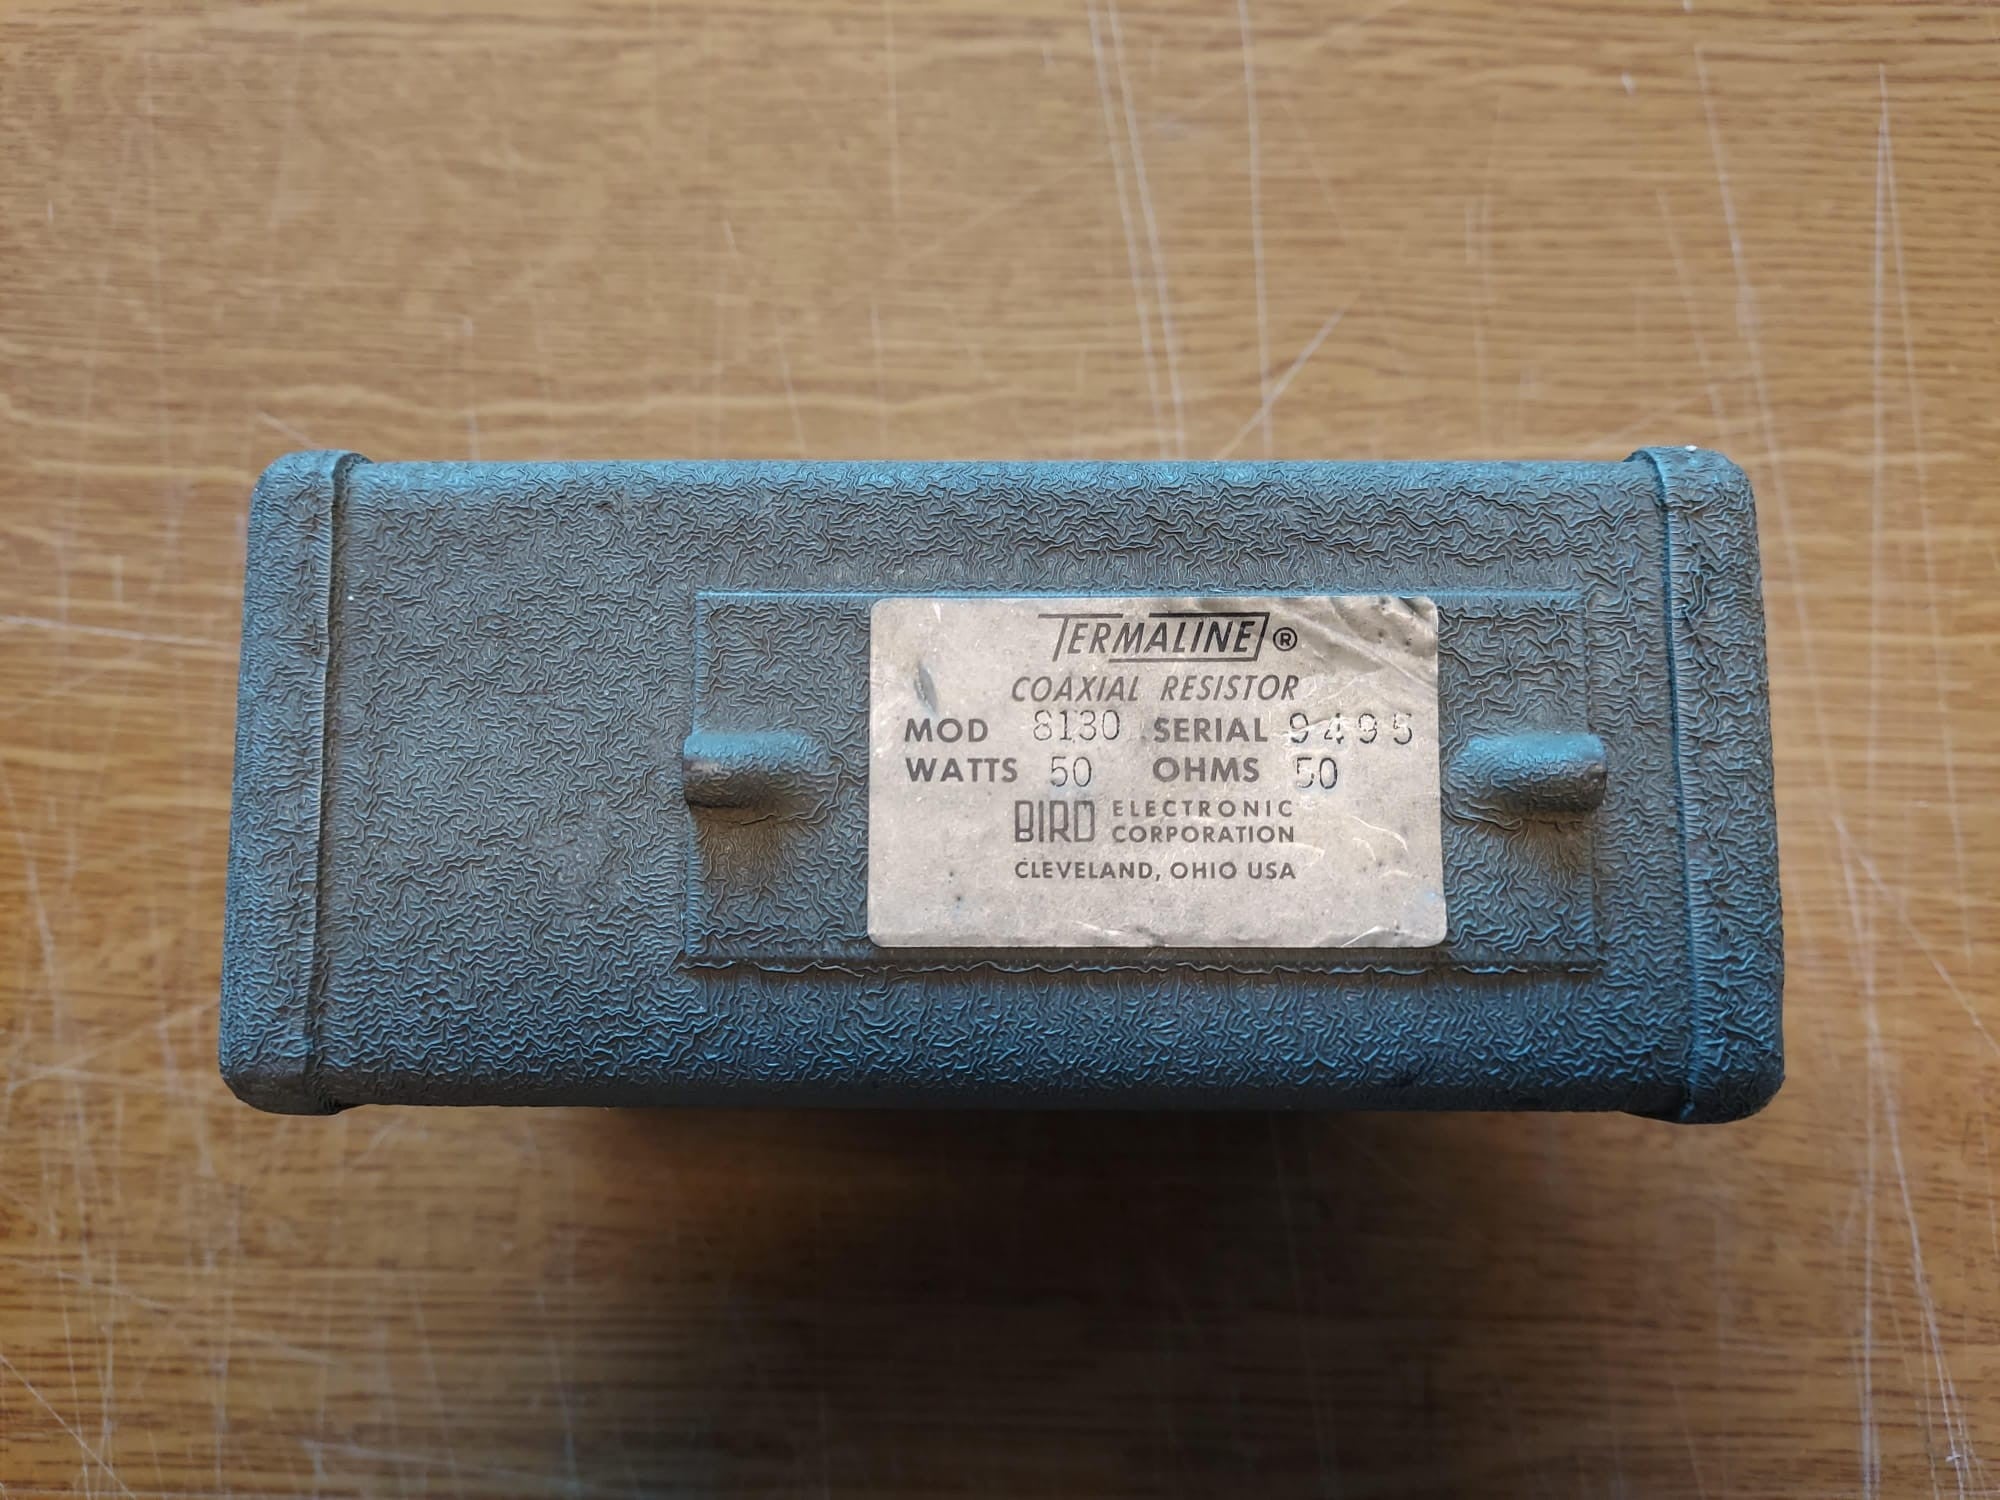 TERMALINE®
COAXIAL RESISTOR
MOD 8130 SERIAL 9495
WATTS 50 OHMS 50
BIRD ELECTRONIC
CORPORATION
CLEVELAND, OHIO USA